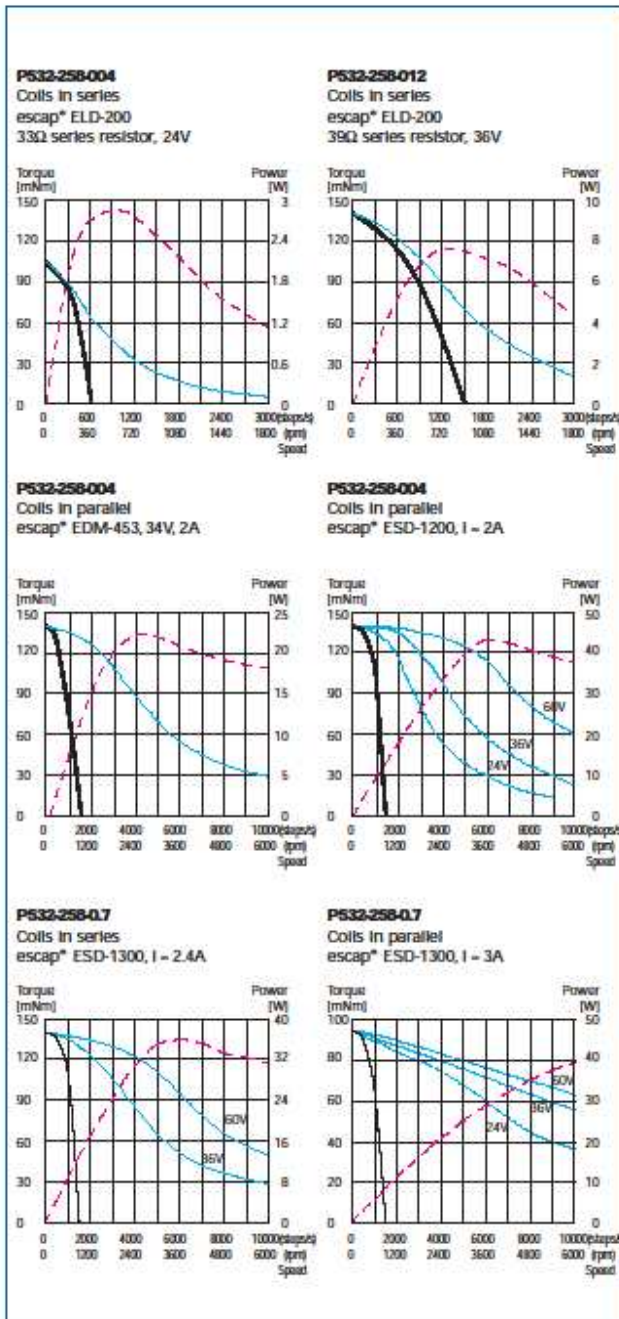 P532-258-004
Coils in series
escap® ELD-200
33Ω series resistor, 24V
Torque Power
[mNm] [W]
150 3
120 2.4
90 1.8
60 1.2
30 0.6
0 0
0 600 1200 1800 2400 3000 (steps/s)
0 360 720 1080 1440 1800 (rpm)
Speed
P532-258-012
Coils in series
escap® ELD-200
39Ω series resistor, 36V
Torque Power
[mNm] [W]
150 10
120 8
90 6
60 4
30 2
0 0
0 600 1200 1800 2400 3000 (steps/s)
0 360 720 1080 1440 1800 (rpm)
Speed
P532-258-004
Coils in parallel
escap® EDM-453, 34V, 2A
Torque Power
[mNm] [W]
150 25
120 20
90 15
60 10
30 5
0 0
0 2000 4000 6000 8000 10000 (steps/s)
0 1200 2400 3600 4800 6000 (rpm)
Speed
P532-258-004
Coils in parallel
escap® ESD-1200, I = 2A
Torque Power
[mNm] [W]
150 50
120 40
90 30
60V
60 20
36V
24V
30 10
0 0
0 2000 4000 6000 8000 10000 (steps/s)
0 1200 2400 3600 4800 6000 (rpm)
Speed
P532-258-0.7
Coils in series
escap® ESD-1300, I = 2.4A
Torque Power
[mNm] [W]
150 40
120 32
90 24
60V
60 16
36V
30 8
0 0
0 2000 4000 6000 8000 10000 (steps/s)
0 1200 2400 3600 4800 6000 (rpm)
Speed
P532-258-0.7
Coils in parallel
escap® ESD-1300, I = 3A
Torque Power
[mNm] [W]
100 50
80 40
60V
60 30
36V
24V
40 20
20 10
0 0
0 2000 4000 6000 8000 10000 (steps/s)
0 1200 2400 3600 4800 6000 (rpm)
Speed